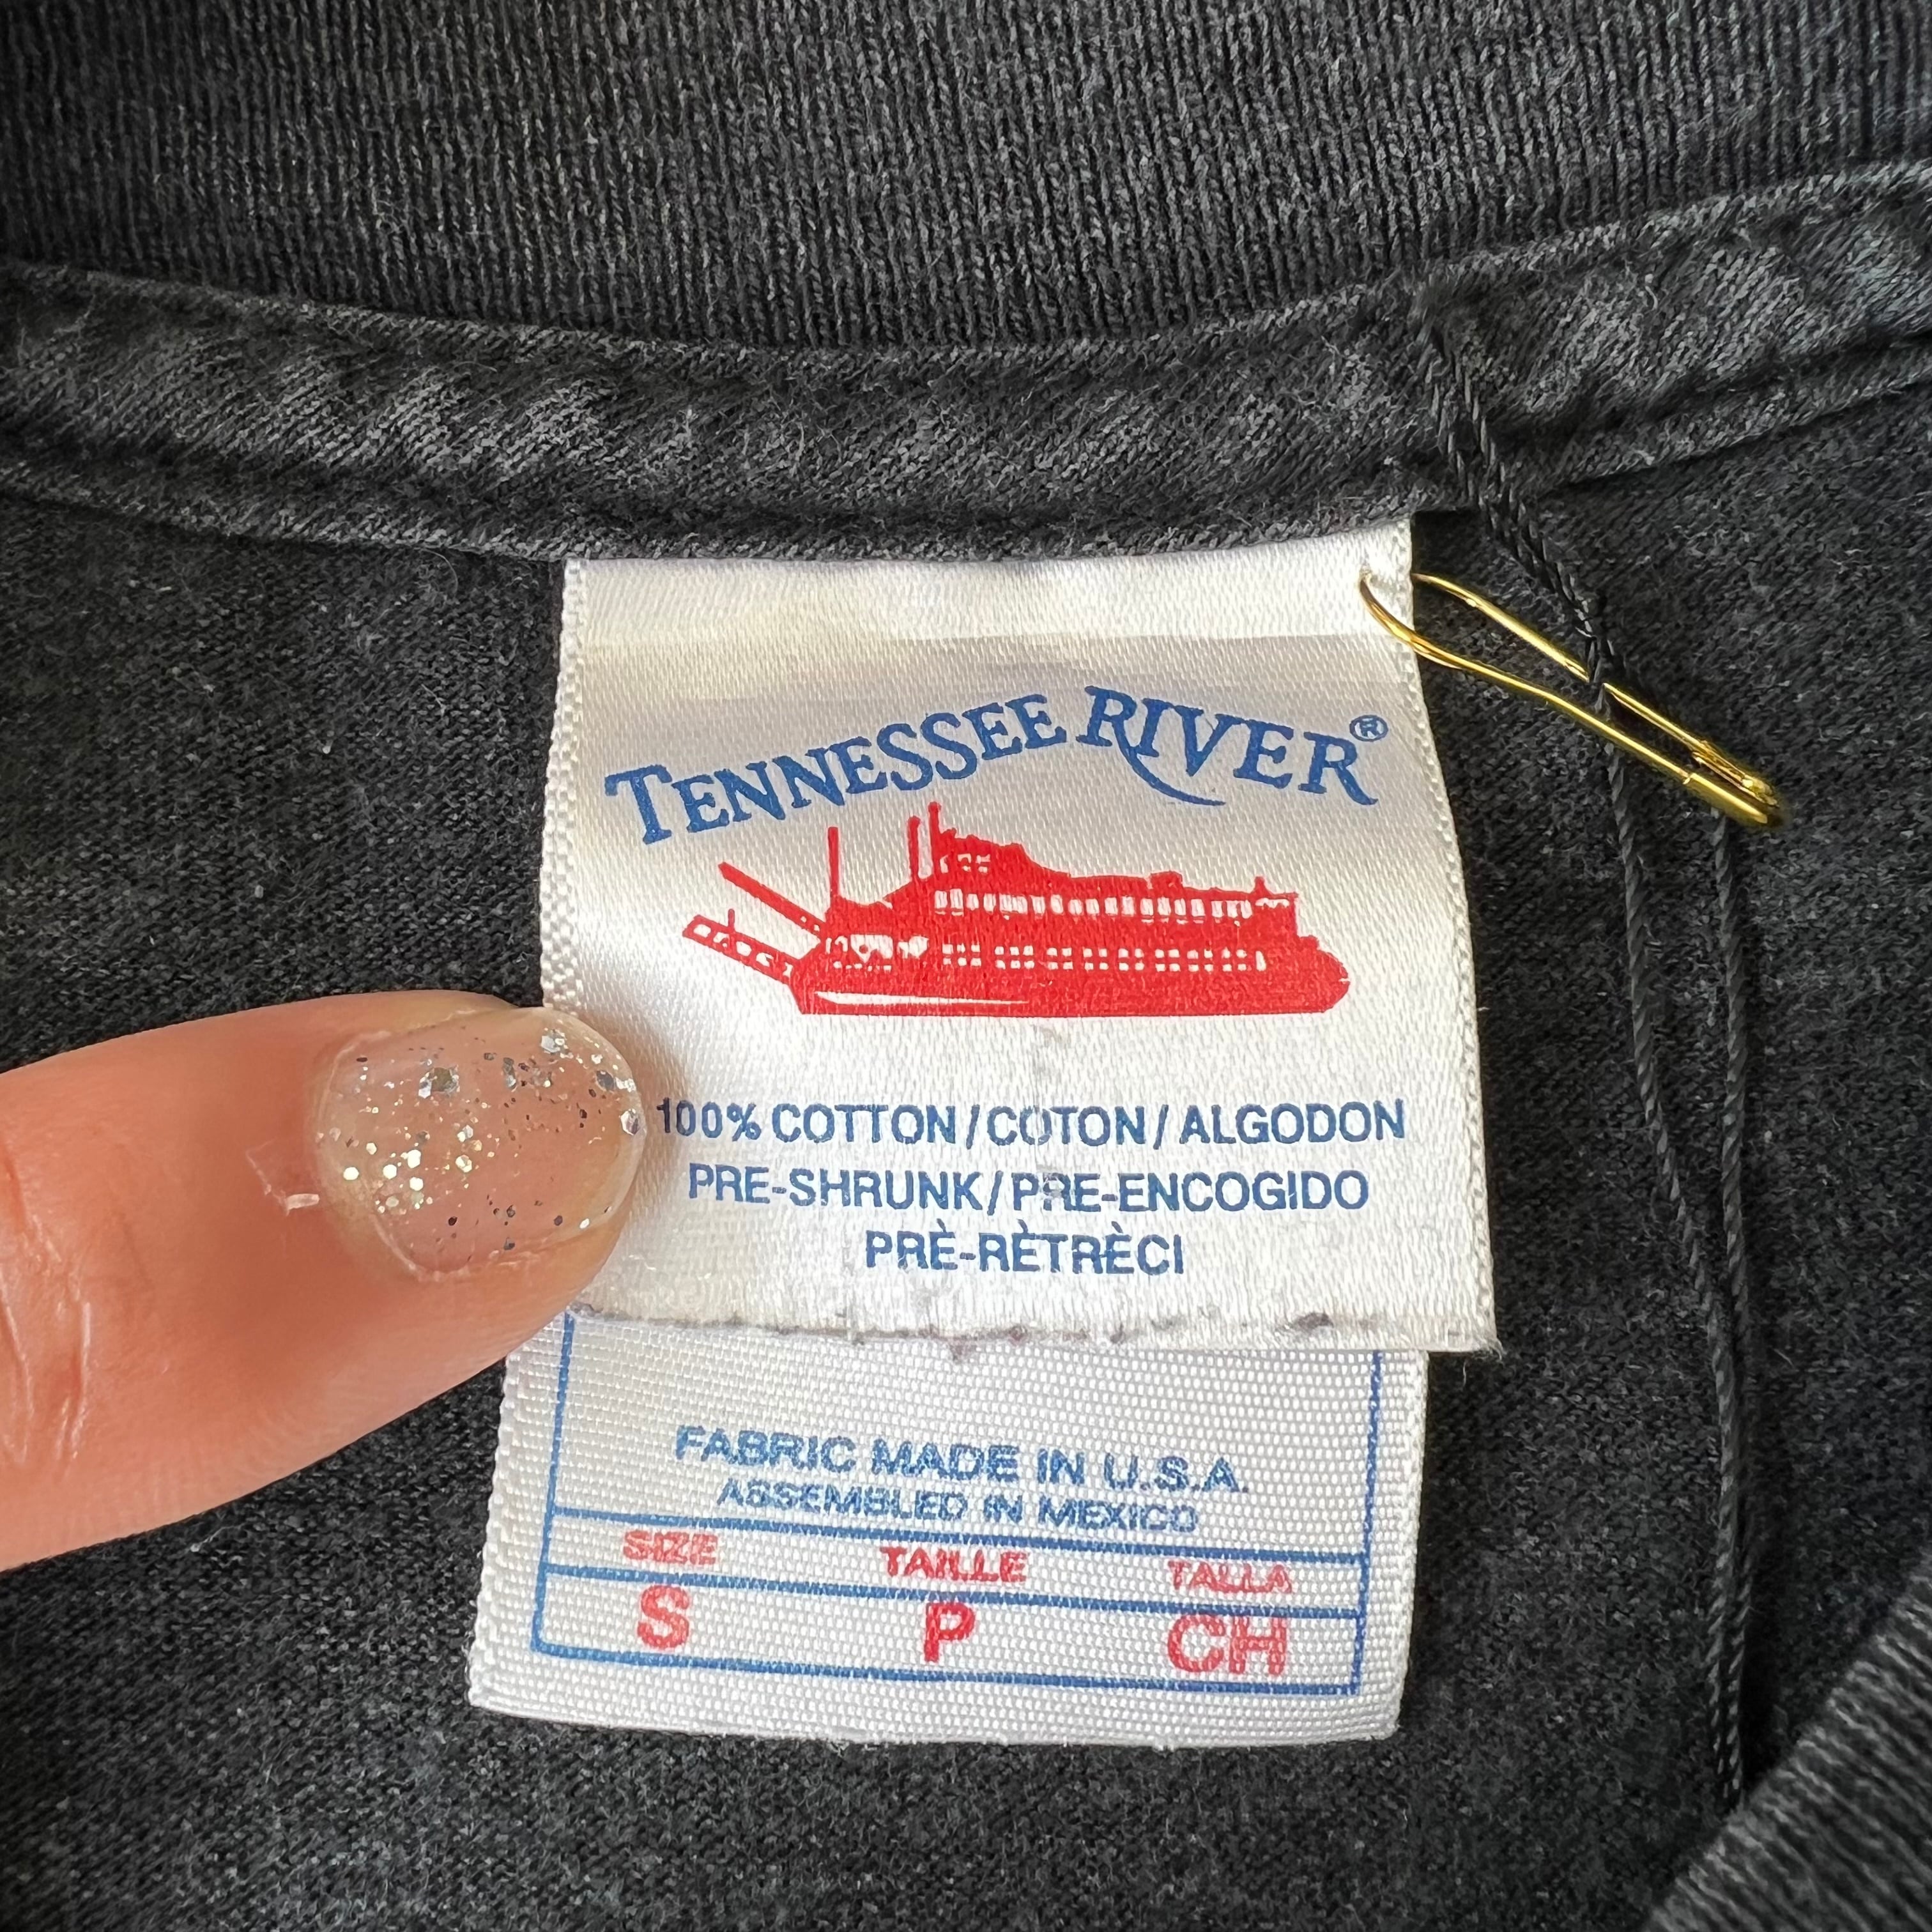 TENNESSEE RIVER®
100% COTTON/COTON/ALGODON
PRE-SHRUNK/PRE-ENCOGIDO
PRÈ-RÈTRÈCI
FABRIC MADE IN U.S.A.
ASSEMBLED IN MEXICO
SIZE TAILLE TALLA
S P CH